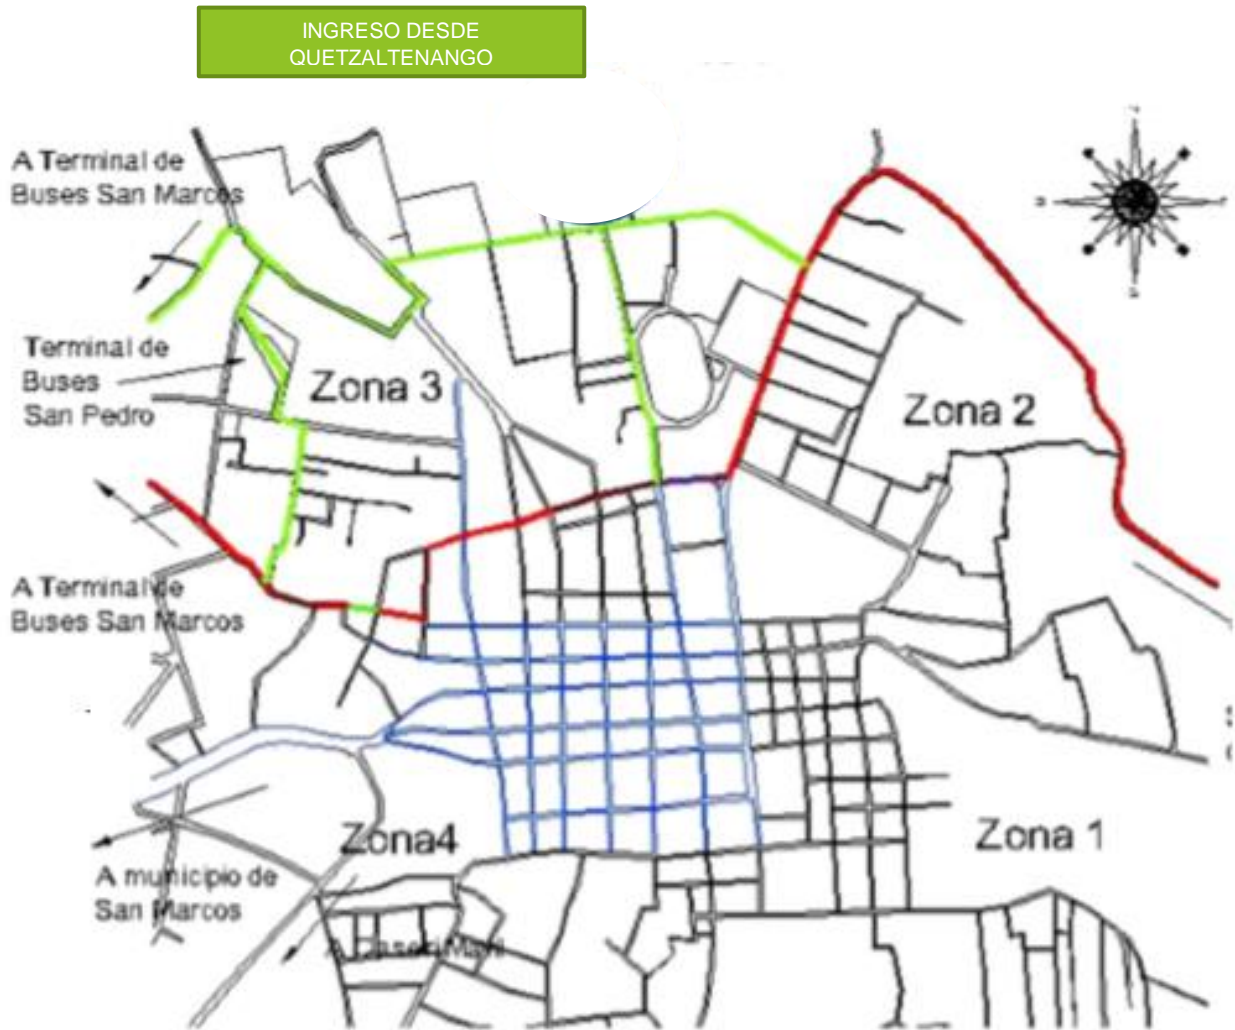 INGRESO DESDE
QUETZALTENANGO
A Terminal de
Buses San Marcos
Terminal de
Buses
San Pedro
Zona 3
Zona 2
A Terminal de
Buses San Marcos
Zona4
Zona 1
A municipio de
San Marcos